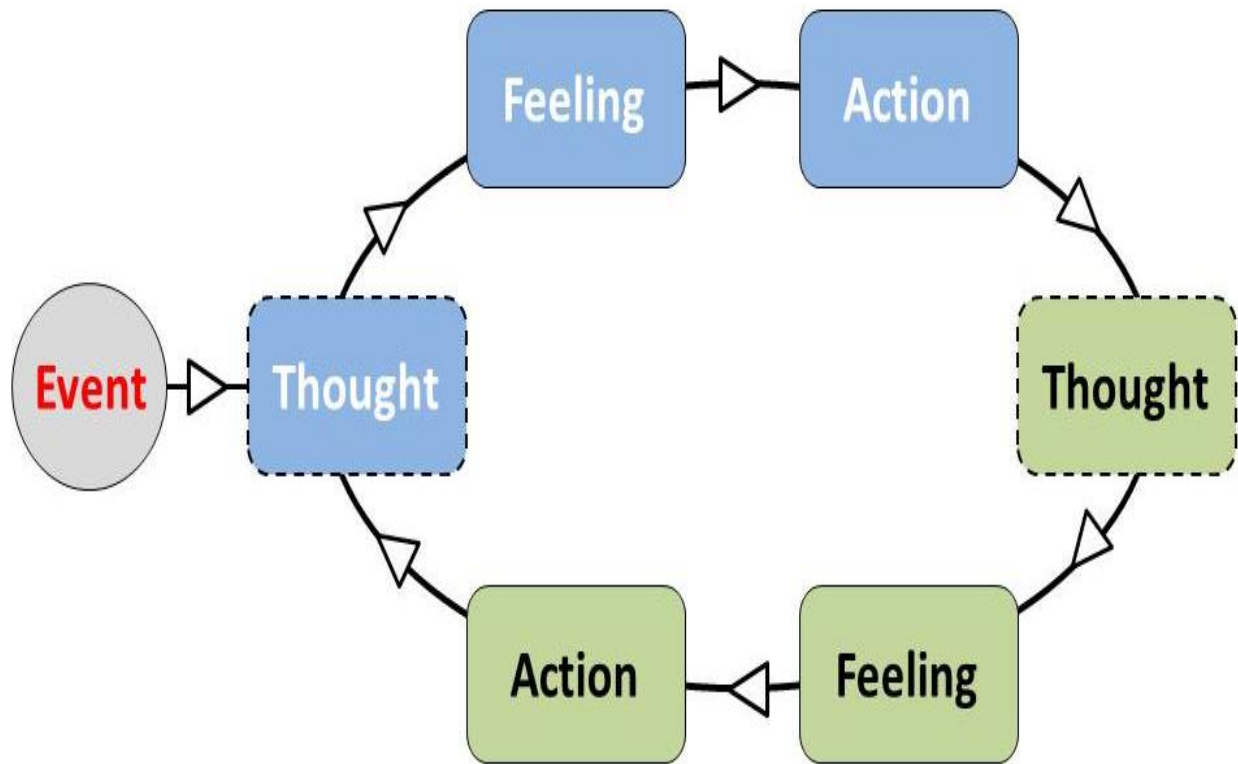 Event
Thought
Feeling
Action
Thought
Feeling
Action